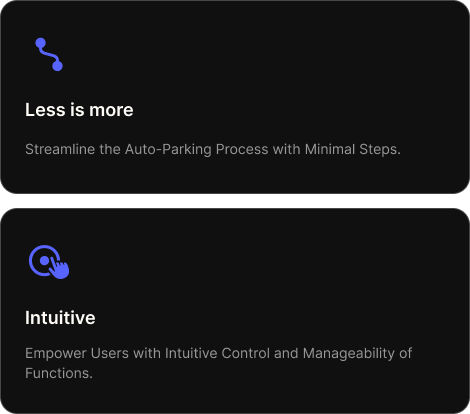 Less is more
Streamline the Auto-Parking Process with Minimal Steps.
Intuitive
Empower Users with Intuitive Control and Manageability of
Functions.